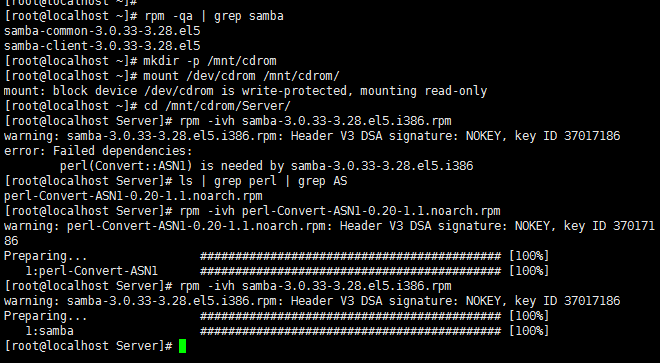 [root@localhost ~]#
[root@localhost ~]# rpm -qa | grep samba
samba-common-3.0.33-3.28.el5
samba-client-3.0.33-3.28.el5
[root@localhost ~]# mkdir -p /mnt/cdrom
[root@localhost ~]# mount /dev/cdrom /mnt/cdrom/
mount: block device /dev/cdrom is write-protected, mounting read-only
[root@localhost ~]# cd /mnt/cdrom/Server/
[root@localhost Server]# rpm -ivh samba-3.0.33-3.28.el5.i386.rpm
warning: samba-3.0.33-3.28.el5.i386.rpm: Header V3 DSA signature: NOKEY, key ID 37017186
error: Failed dependencies:
        perl(Convert::ASN1) is needed by samba-3.0.33-3.28.el5.i386
[root@localhost Server]# ls | grep perl | grep AS
perl-Convert-ASN1-0.20-1.1.noarch.rpm
[root@localhost Server]# rpm -ivh perl-Convert-ASN1-0.20-1.1.noarch.rpm
warning: perl-Convert-ASN1-0.20-1.1.noarch.rpm: Header V3 DSA signature: NOKEY, key ID 370171
86
Preparing...                ########################################### [100%]
   1:perl-Convert-ASN1      ########################################### [100%]
[root@localhost Server]# rpm -ivh samba-3.0.33-3.28.el5.i386.rpm
warning: samba-3.0.33-3.28.el5.i386.rpm: Header V3 DSA signature: NOKEY, key ID 37017186
Preparing...                ########################################### [100%]
   1:samba                  ########################################### [100%]
[root@localhost Server]#